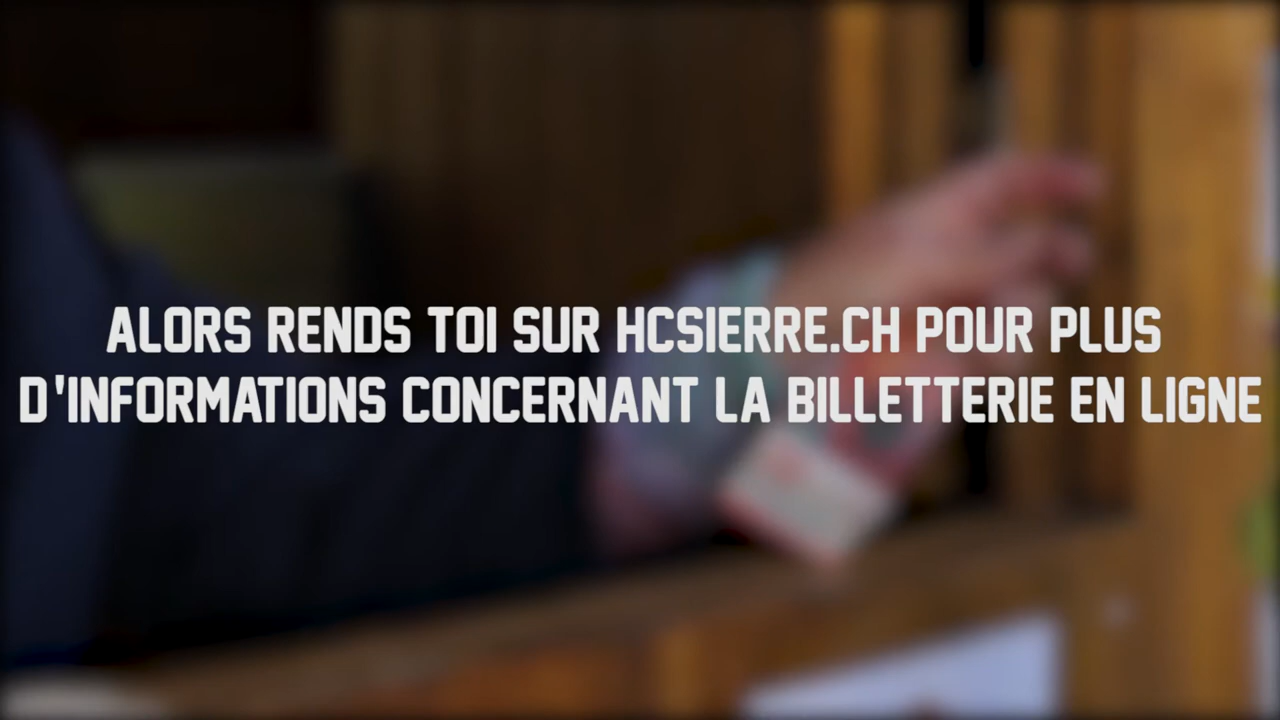 ALORS RENDS TOI SUR HCSIERRE.CH POUR PLUS
D'INFORMATIONS CONCERNANT LA BILLETTERIE EN LIGNE